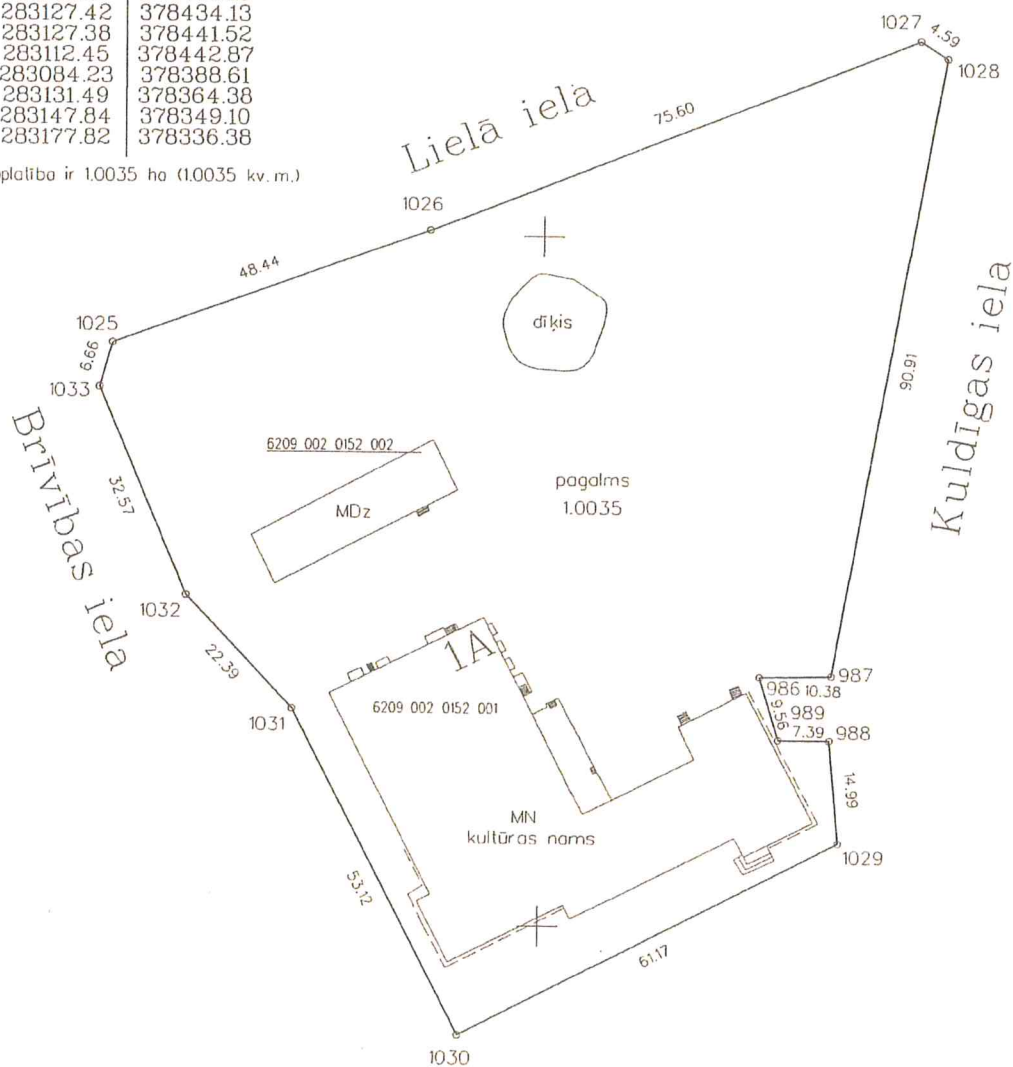 283127.42 378434.13
283127.38 378441.52
283112.45 378442.87
283084.23 378388.61
283131.49 378364.38
283147.84 378349.10
283177.82 378336.38
platība ir 1.0035 ha (1.0035 kv. m.)
1027
4.59
1028
Lielā iela
75.60
1026
48.44
1025
6.66
1033
dīķis
Kuldīgas iela
90.91
Brīvības iela
32.57
6209 002 0152 002
MDz
pagalms
1.0035
1032
22.39
1A
987
986 10.38
9.56
989
7.39
988
1031
6209 002 0152 001
14.99
MN
kultūras nams
1029
53.12
61.17
1030